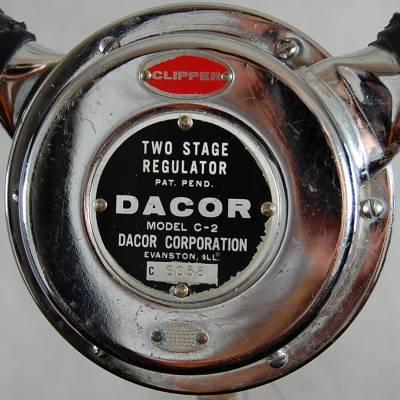 CLIPPER
TWO STAGE
REGULATOR
PAT. PEND.
DACOR
MODEL C-2
DACOR CORPORATION
EVANSTON, ILL.
C